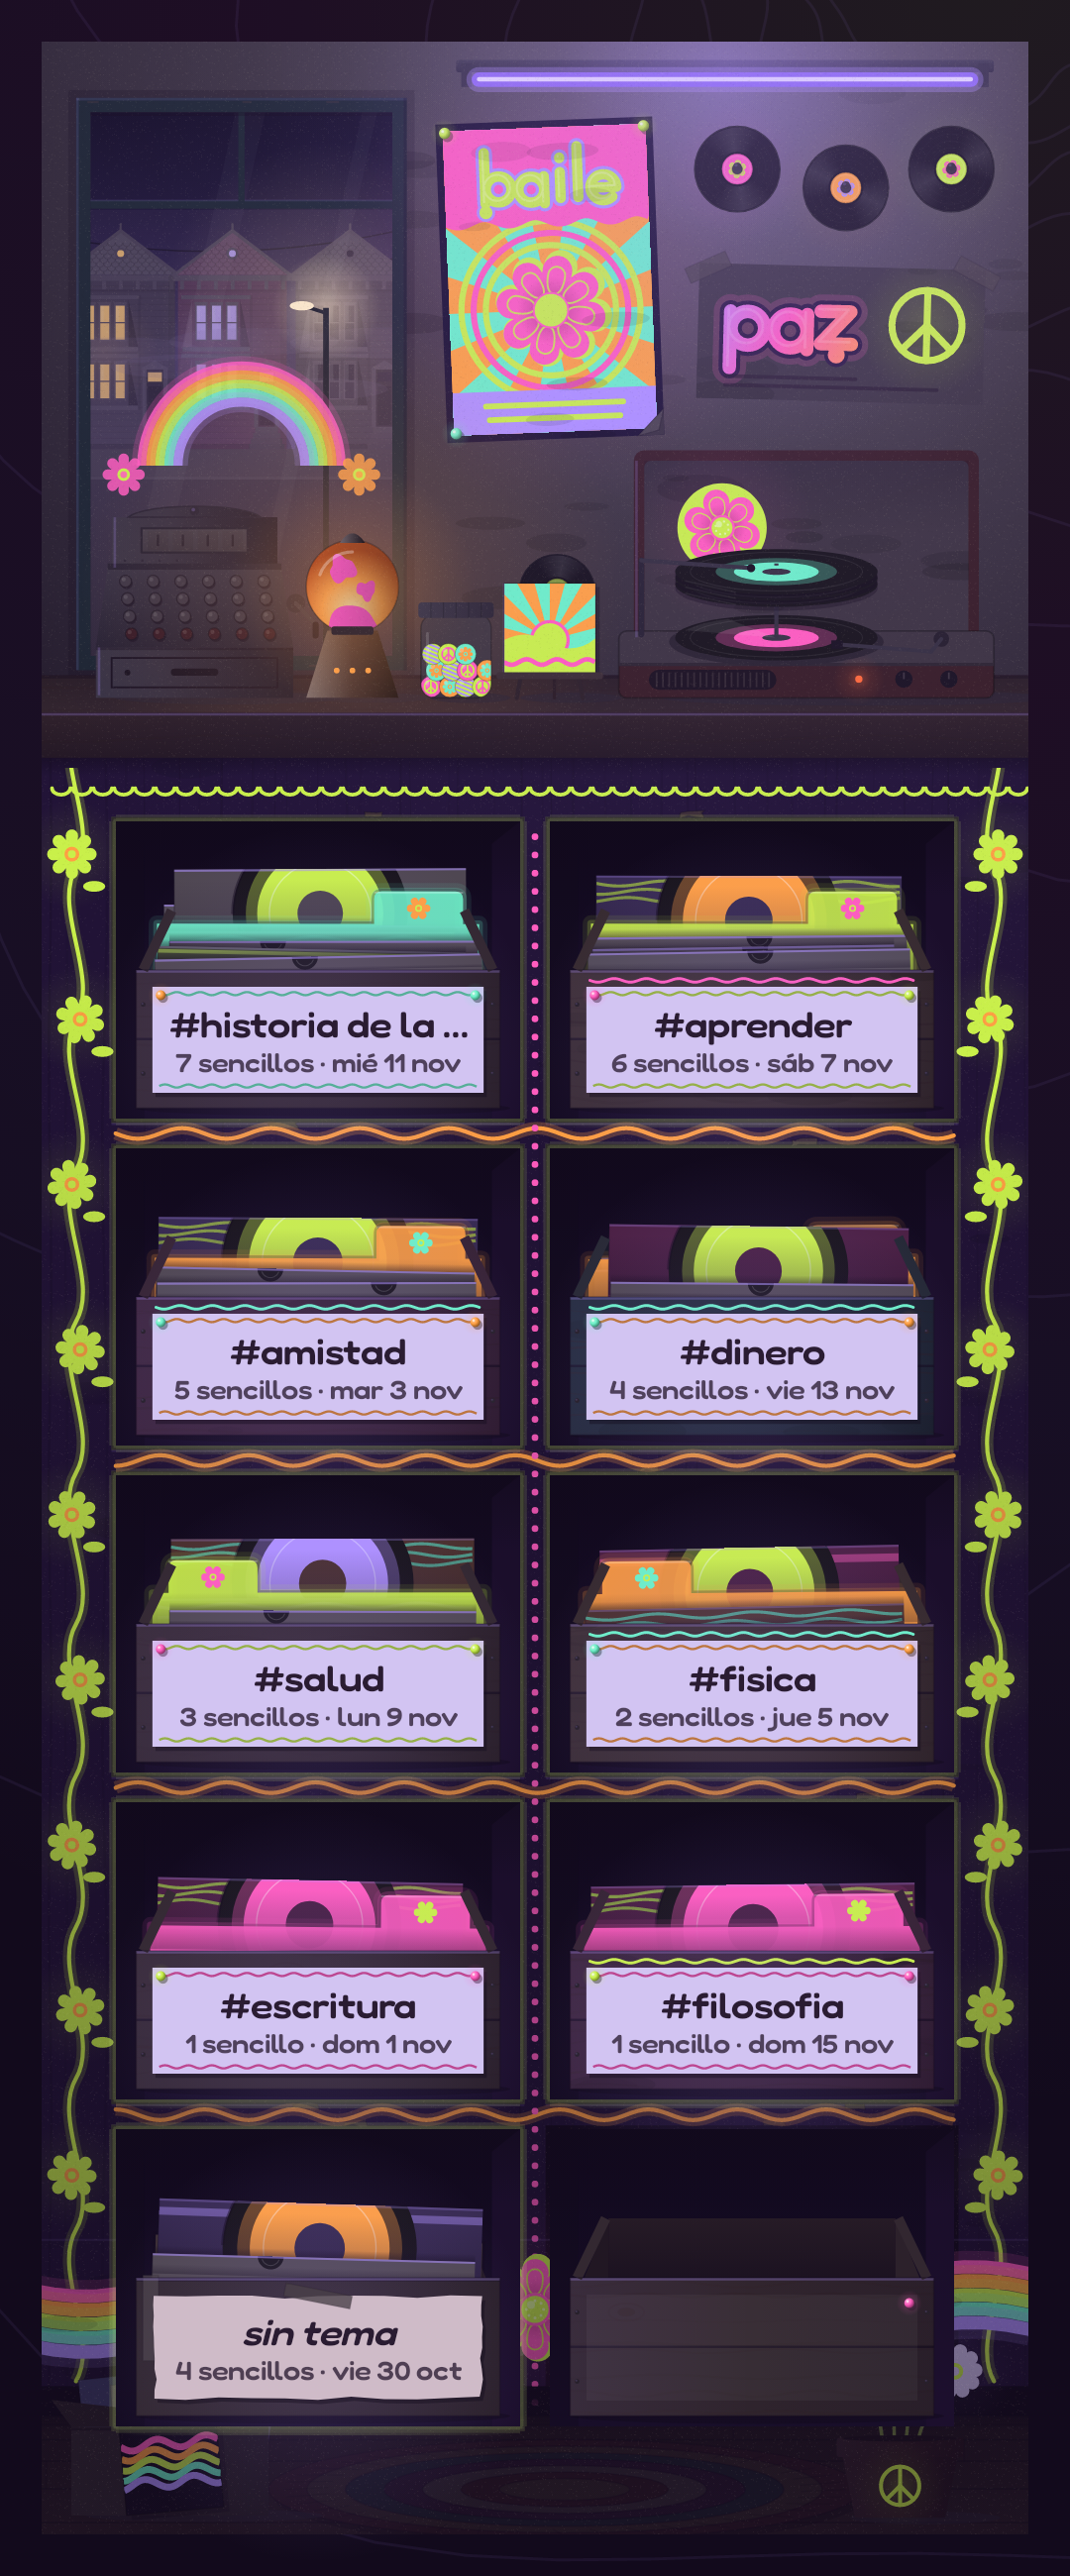 baile
paz
#historia de la ...
7 sencillos · mié 11 nov
#aprender
6 sencillos · sáb 7 nov
#amistad
5 sencillos · mar 3 nov
#dinero
4 sencillos · vie 13 nov
#salud
3 sencillos · lun 9 nov
#fisica
2 sencillos · jue 5 nov
#escritura
1 sencillo · dom 1 nov
#filosofia
1 sencillo · dom 15 nov
sin tema
4 sencillos · vie 30 oct